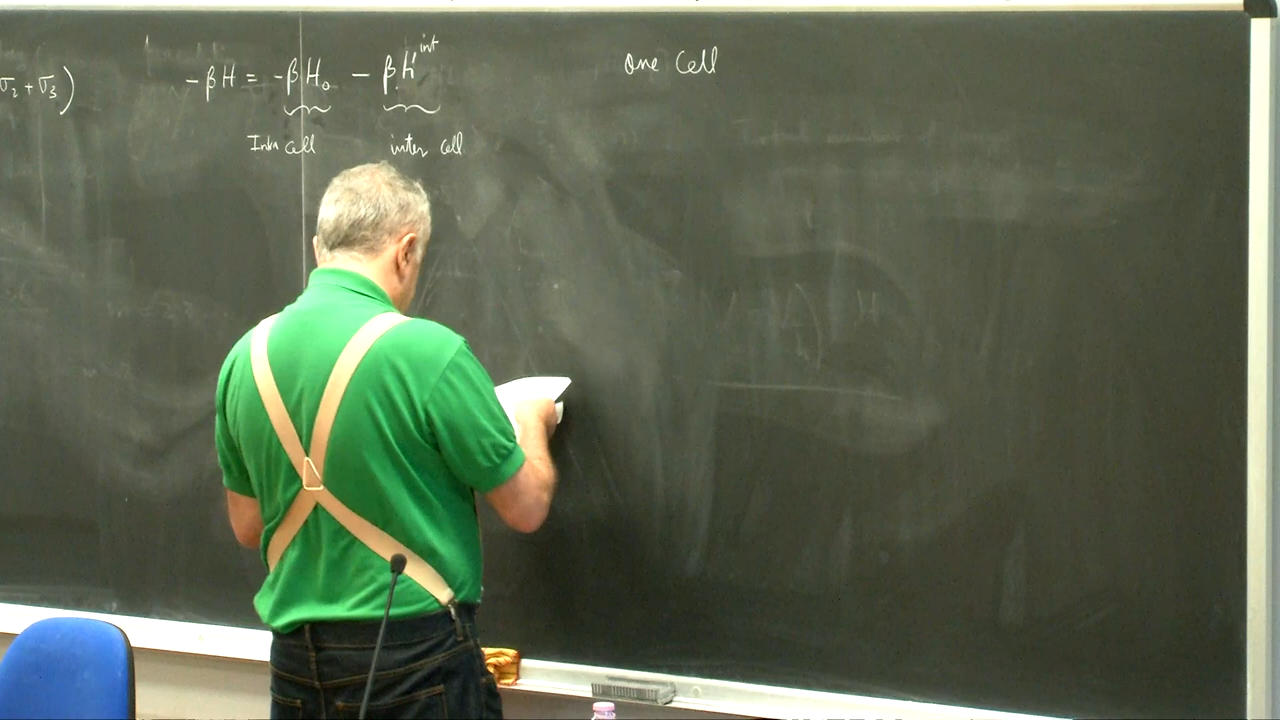 σ₂ + σ₃)
-βH = -βH₀ - βH^int
Intra cell
inter cell
One Cell